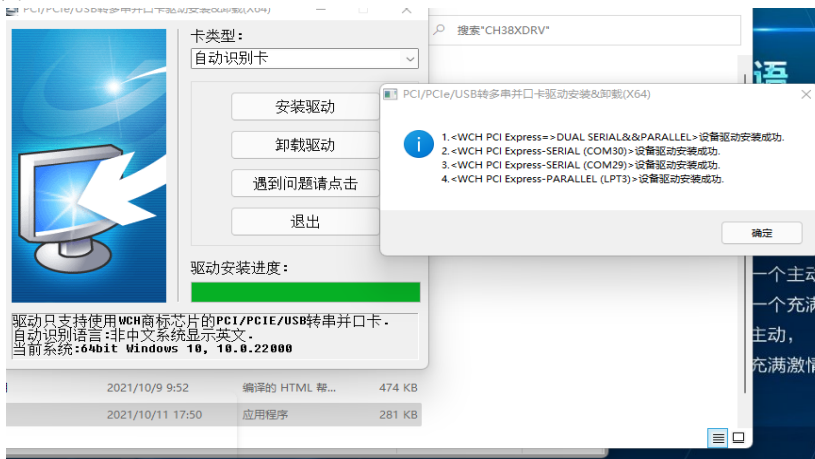 PCI/PCIe/USB转多串并口卡驱动安装&卸载(X64)
卡类型:
自动识别卡
安装驱动
卸载驱动
遇到问题请点击
退出
驱动安装进度:
驱动只支持使用WCH商标芯片的PCI/PCIE/USB转串并口卡.
自动识别语言:非中文系统显示英文.
当前系统:64bit Windows 10, 10.0.22000
搜索"CH38XDRV"
语
PCI/PCIe/USB转多串并口卡驱动安装&卸载(X64)
1.<WCH PCI Express=>DUAL SERIAL&&PARALLEL>设备驱动安装成功.
2.<WCH PCI Express-SERIAL (COM30)>设备驱动安装成功.
3.<WCH PCI Express-SERIAL (COM29)>设备驱动安装成功.
4.<WCH PCI Express-PARALLEL (LPT3)>设备驱动安装成功.
确定
一个主动
一个充满
主动，
充满激情
2021/10/9 9:52 编译的 HTML 帮... 474 KB
2021/10/11 17:50 应用程序 281 KB